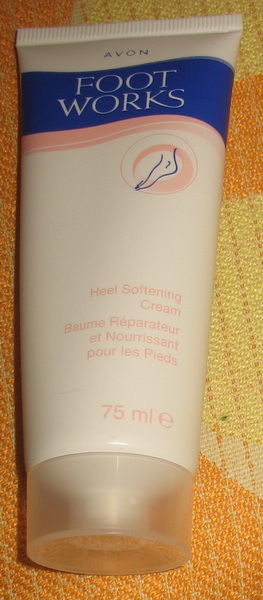 AVON
FOOT
WORKS
Heel Softening
Cream
Baume Réparateur
et Nourrissant
pour les Pieds
75 ml ℮